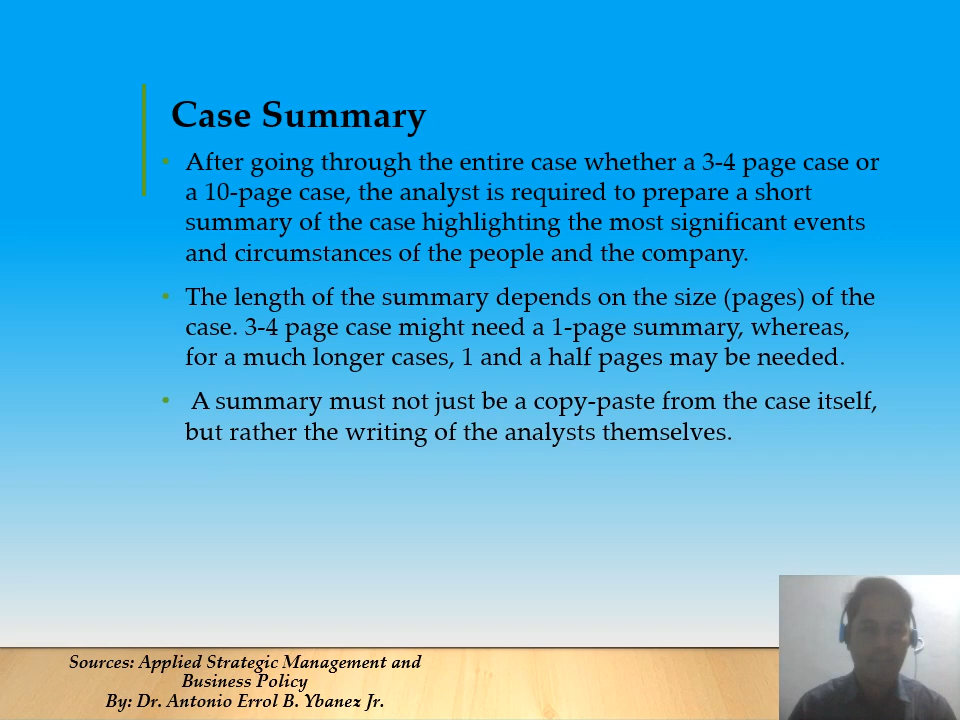 Case Summary
• After going through the entire case whether a 3-4 page case or
a 10-page case, the analyst is required to prepare a short
summary of the case highlighting the most significant events
and circumstances of the people and the company.
• The length of the summary depends on the size (pages) of the
case. 3-4 page case might need a 1-page summary, whereas,
for a much longer cases, 1 and a half pages may be needed.
• A summary must not just be a copy-paste from the case itself,
but rather the writing of the analysts themselves.
Sources: Applied Strategic Management and
Business Policy
By: Dr. Antonio Errol B. Ybanez Jr.